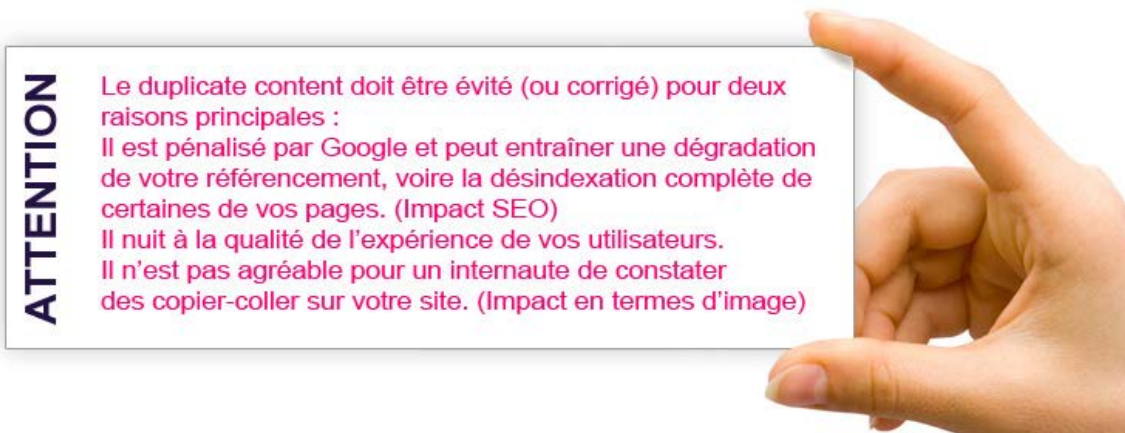 ATTENTION
Le duplicate content doit être évité (ou corrigé) pour deux
raisons principales :
Il est pénalisé par Google et peut entraîner une dégradation
de votre référencement, voire la désindexation complète de
certaines de vos pages. (Impact SEO)
Il nuit à la qualité de l’expérience de vos utilisateurs.
Il n’est pas agréable pour un internaute de constater
des copier-coller sur votre site. (Impact en termes d’image)